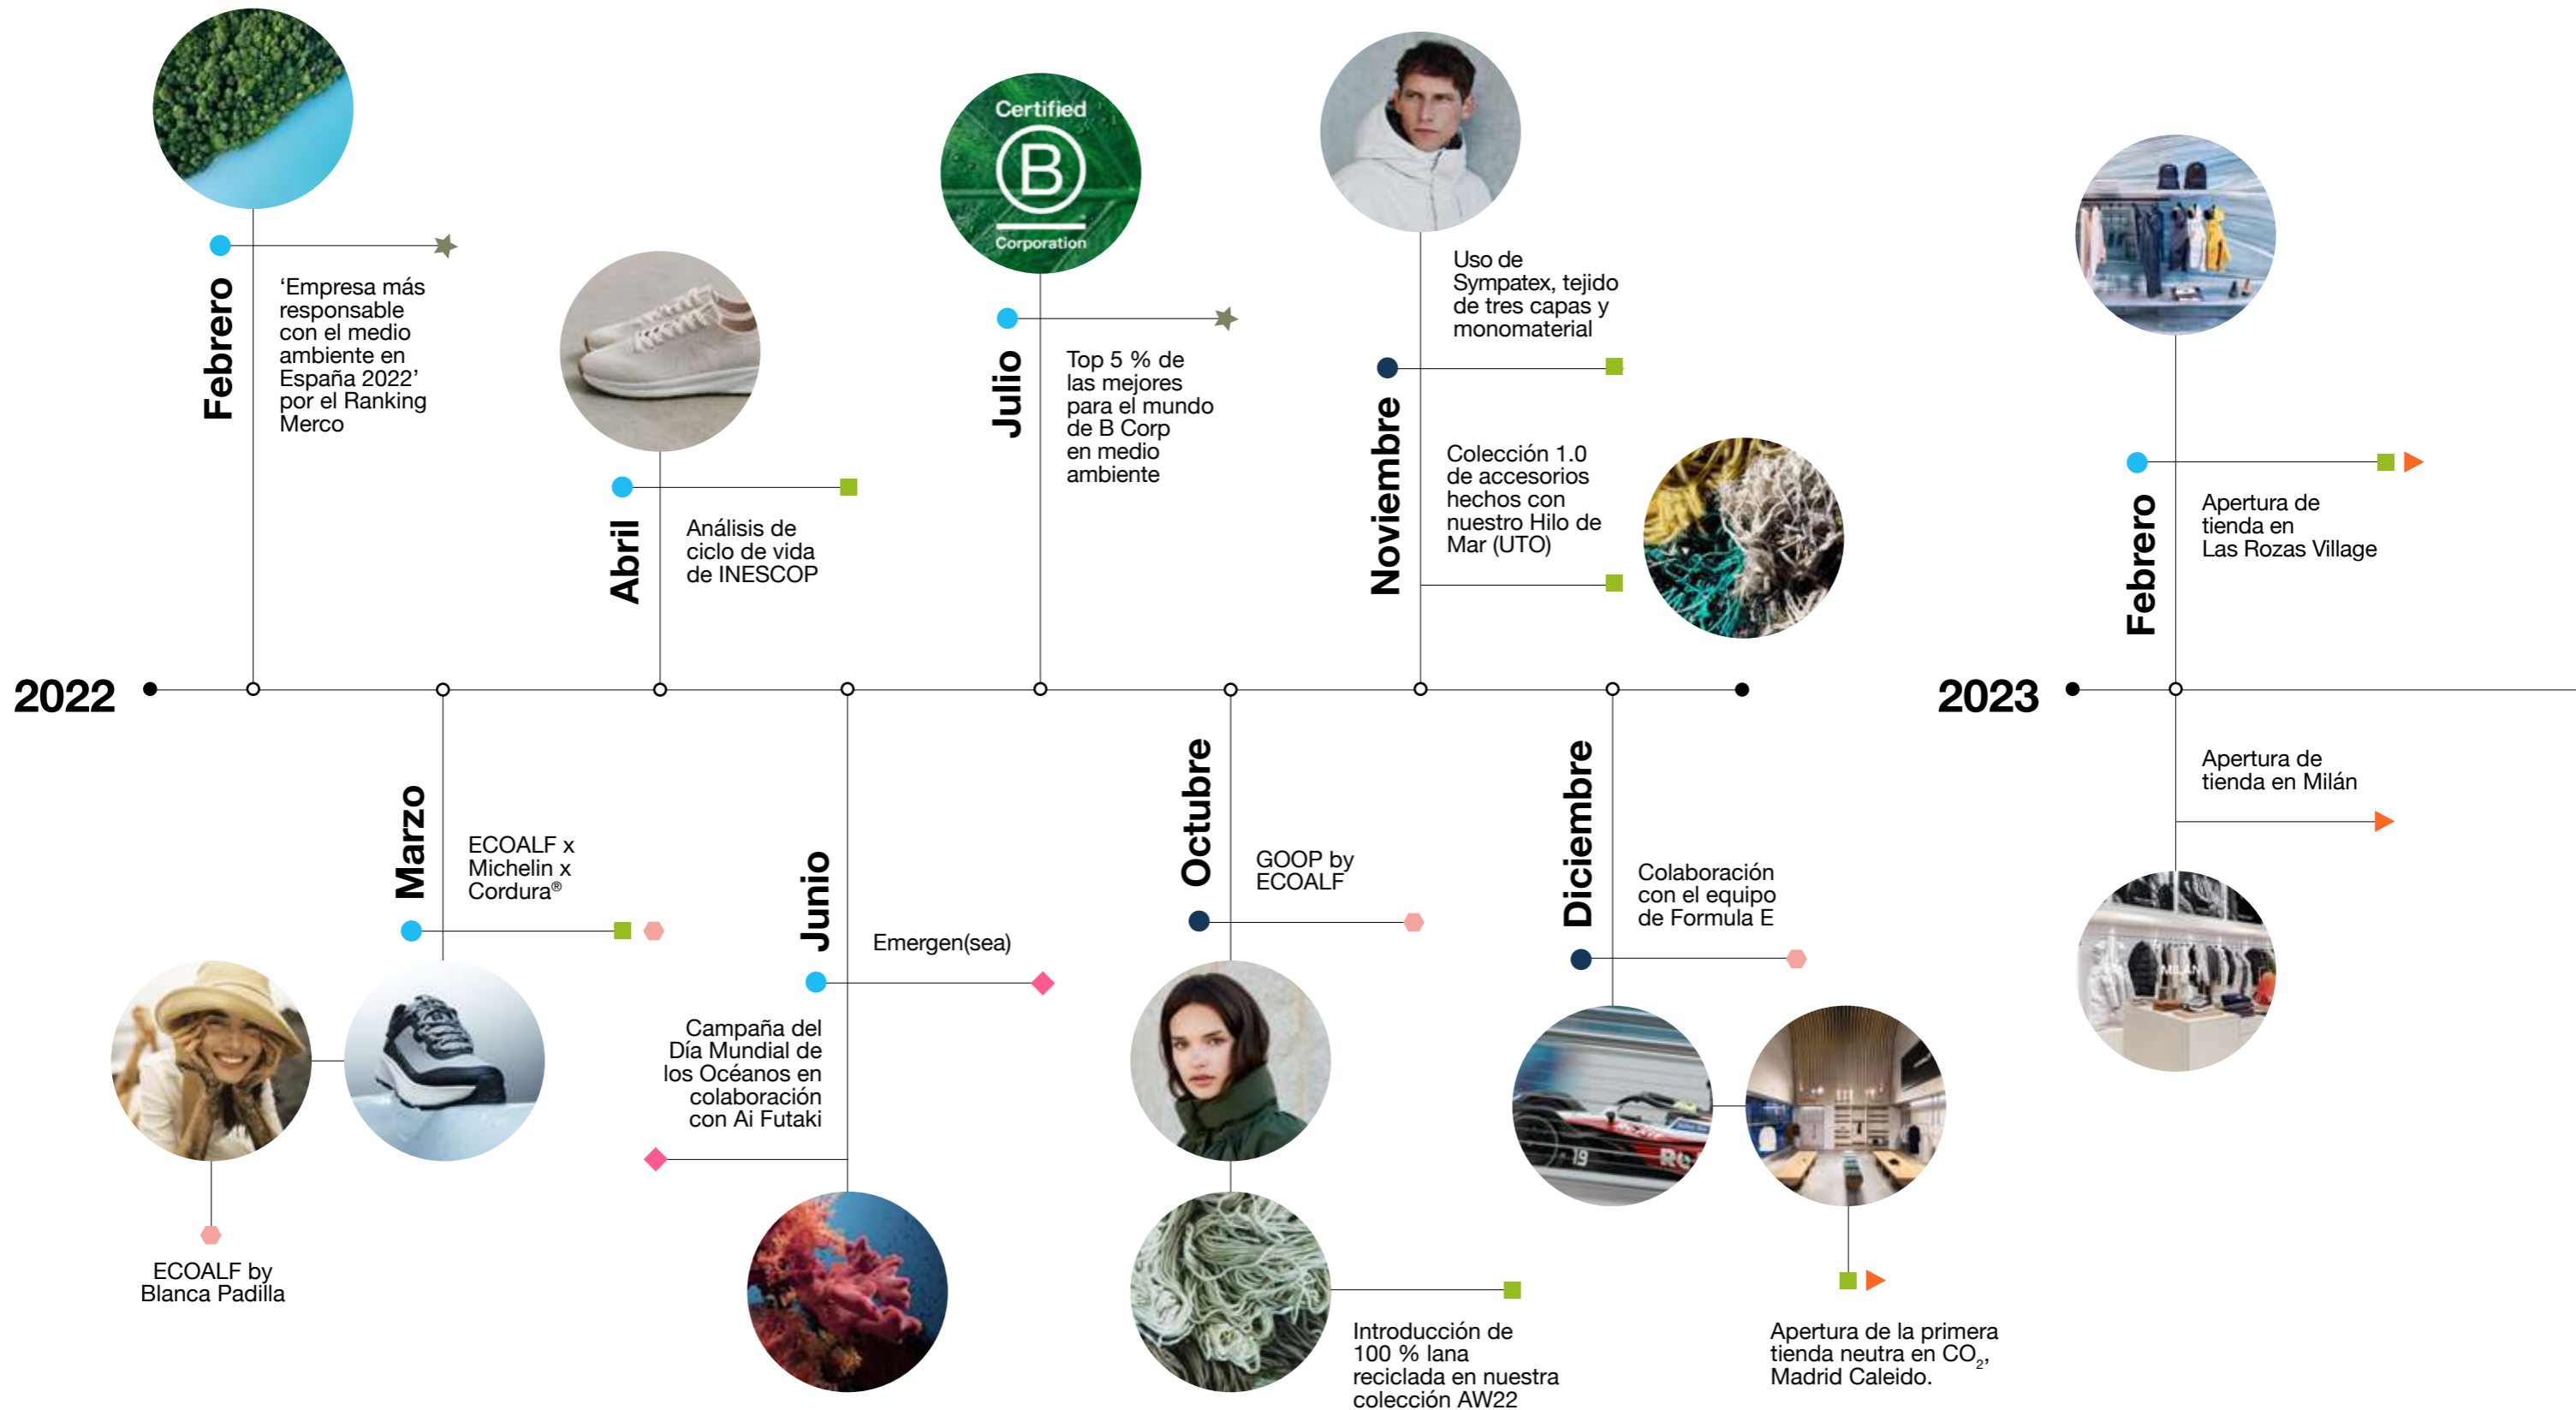 2022
Febrero
‘Empresa más
responsable
con el medio
ambiente en
España 2022’
por el Ranking
Merco
Marzo
ECOALF x
Michelin x
Cordura®
ECOALF by
Blanca Padilla
Abril
Análisis de
ciclo de vida
de INESCOP
Junio
Emergen(sea)
Campaña del
Día Mundial de
los Océanos en
colaboración
con Ai Futaki
Certified
B
Corporation
Julio
Top 5 % de
las mejores
para el mundo
de B Corp
en medio
ambiente
Octubre
GOOP by
ECOALF
Introducción de
100 % lana
reciclada en nuestra
colección AW22
Noviembre
Uso de
Sympatex, tejido
de tres capas y
monomaterial
Colección 1.0
de accesorios
hechos con
nuestro Hilo de
Mar (UTO)
Diciembre
Colaboración
con el equipo
de Formula E
19
Apertura de la primera
tienda neutra en CO₂,
Madrid Caleido.
2023
Febrero
Apertura de
tienda en
Las Rozas Village
Apertura de
tienda en Milán
MILAN